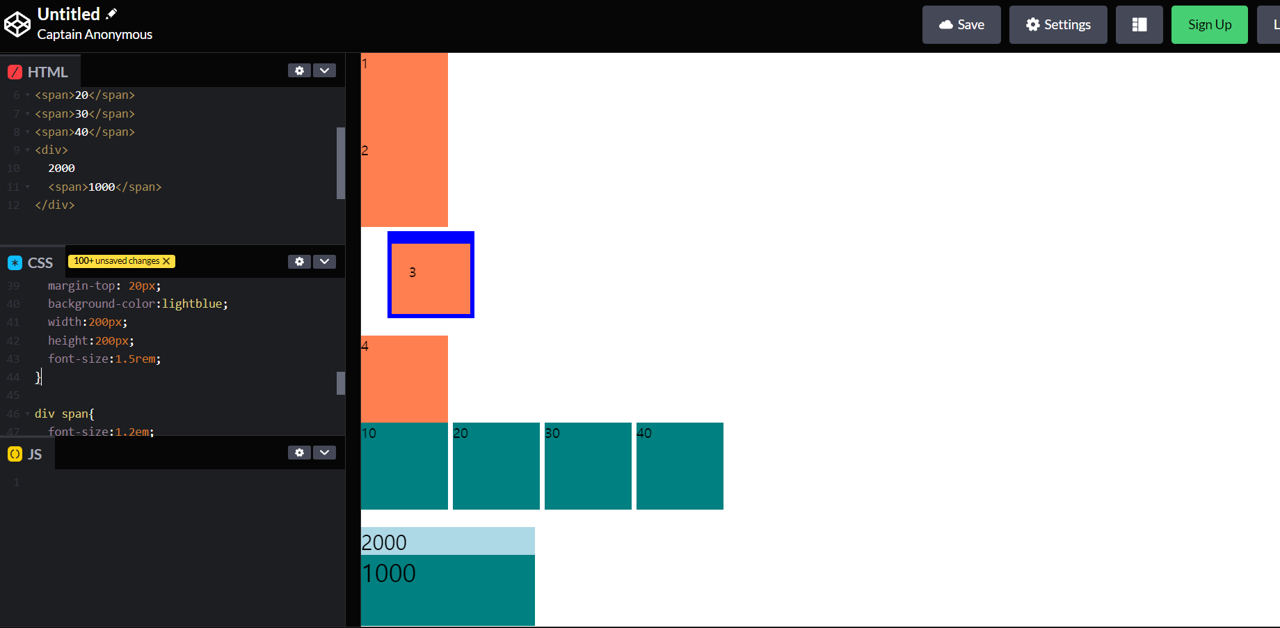 Untitled
Captain Anonymous
Save
Settings
Sign Up
L
HTML
6 <span>20</span>
7 <span>30</span>
8 <span>40</span>
9 <div>
10 2000
11 <span>1000</span>
12 </div>
CSS
100+ unsaved changes X
39 margin-top: 20px;
40 background-color:lightblue;
41 width:200px;
42 height:200px;
43 font-size:1.5rem;
44 }
45
46 div span{
47 font-size:1.2em;
JS
1
1
2
3
4
10 20 30 40
2000
1000